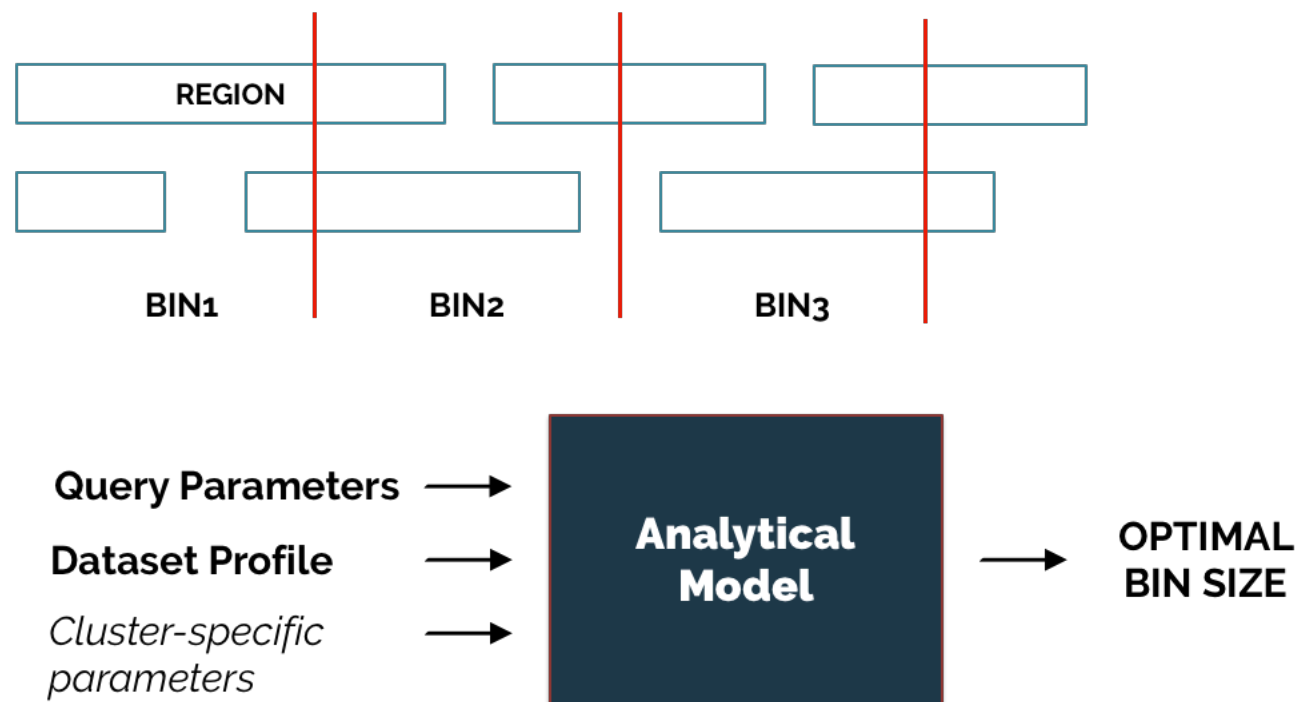 REGION
BIN1
BIN2
BIN3
Query Parameters
Dataset Profile
Cluster-specific
parameters
Analytical
Model
OPTIMAL
BIN SIZE